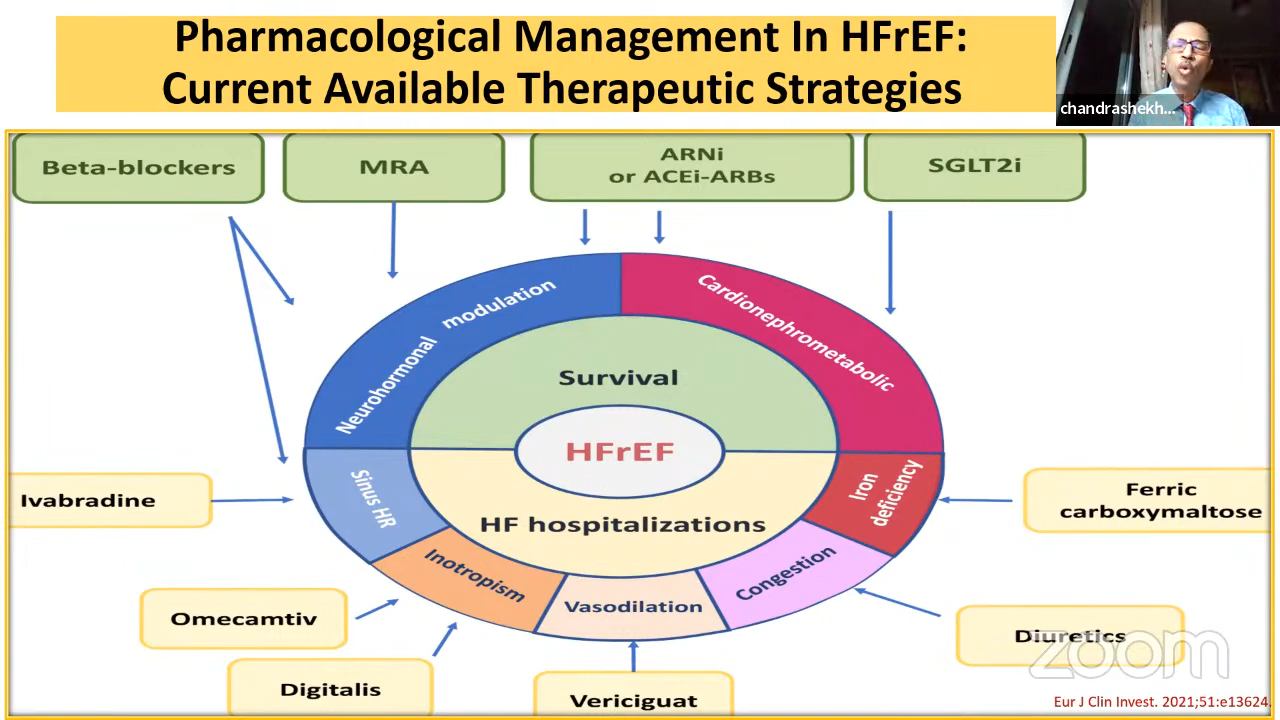 Pharmacological Management In HFrEF:
Current Available Therapeutic Strategies
chandrashekh...
Beta-blockers
MRA
ARNi
or ACEi-ARBs
SGLT2i
Neurohormonal modulation
Cardionephrometabolic
Survival
HFrEF
HF hospitalizations
Sinus HR
Iron
deficiency
Inotropism
Vasodilation
Congestion
Ivabradine
Ferric
carboxymaltose
Omecamtiv
Digitalis
Vericiguat
Diuretics
zoom
Eur J Clin Invest. 2021;51:e13624.